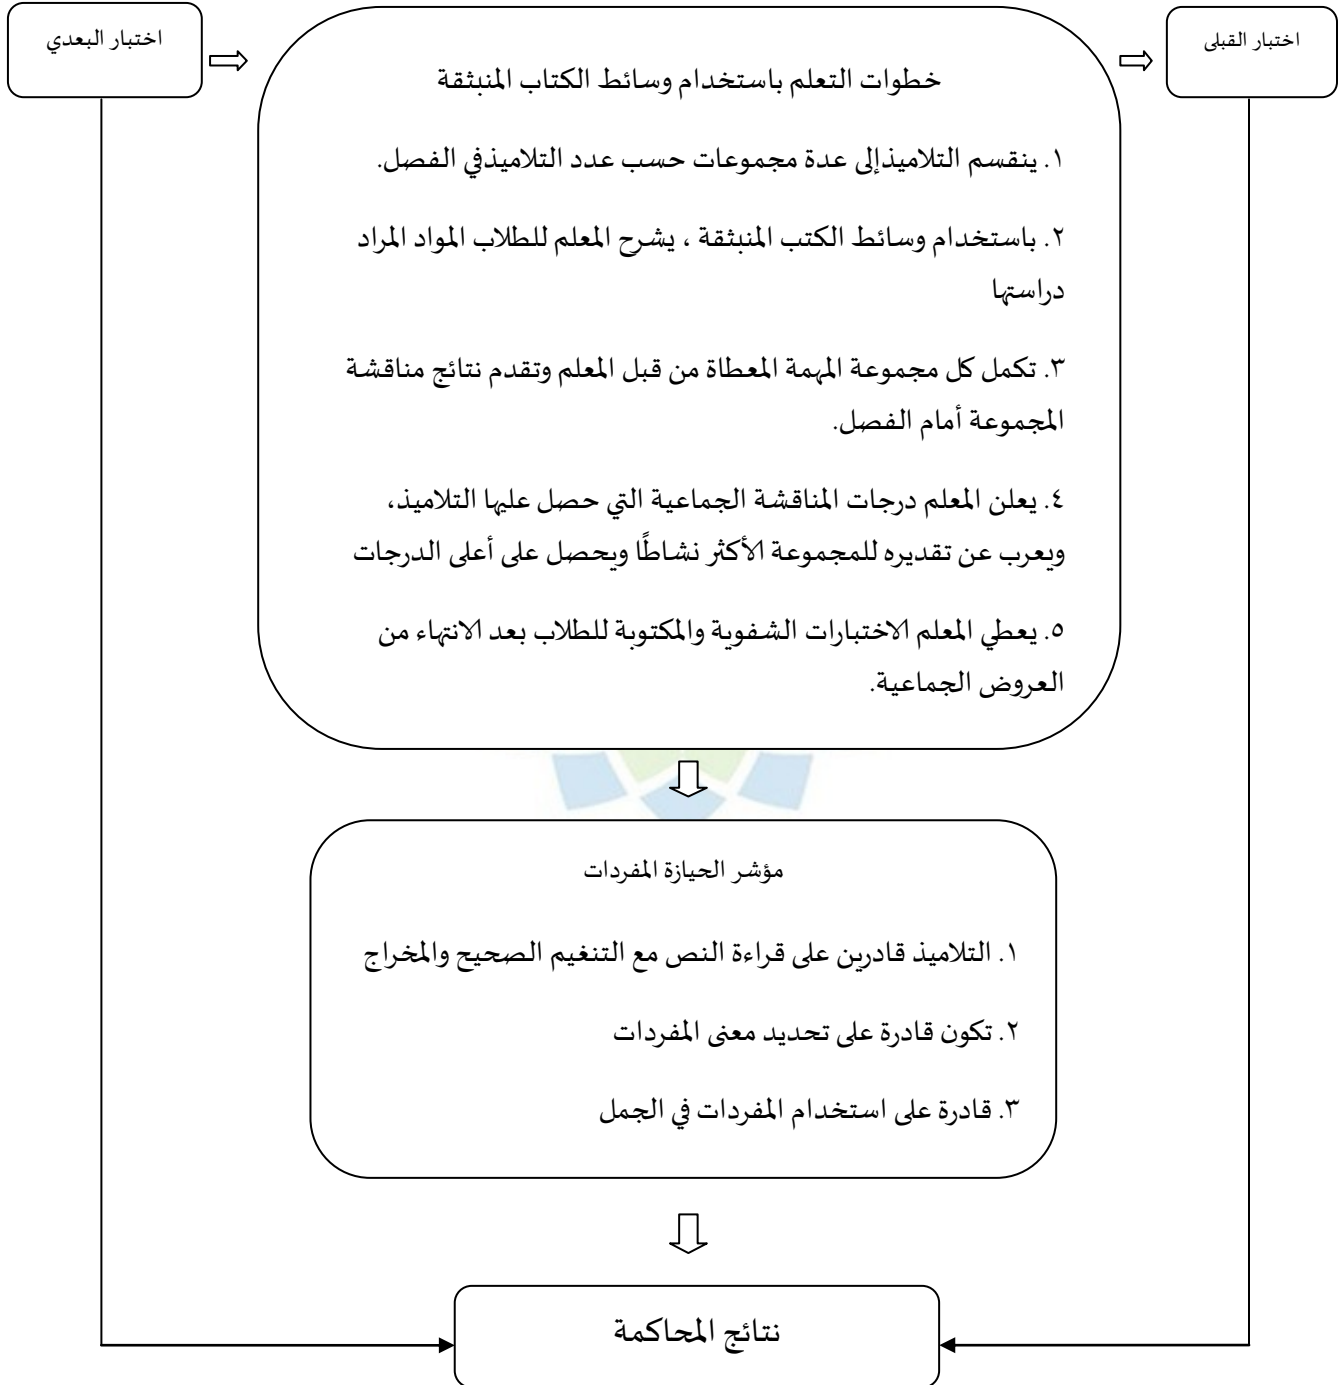 اختبار القبلى
اختبار البعدي
خطوات التعلم باستخدام وسائط الكتاب المنبثقة
١. ينقسم التلاميذإلى عدة مجموعات حسب عدد التلاميذفي الفصل.
٢. باستخدام وسائط الكتب المنبثقة ، يشرح المعلم للطلاب المواد المراد
دراستها
٣. تكمل كل مجموعة المهمة المعطاة من قبل المعلم وتقدم نتائج مناقشة
المجموعة أمام الفصل.
٤. يعلن المعلم درجات المناقشة الجماعية التي حصل عليها التلاميذ،
ويعرب عن تقديره للمجموعة الأكثر نشاطًا ويحصل على أعلى الدرجات
٥. يعطي المعلم الاختبارات الشفوية والمكتوبة للطلاب بعد الانتهاء من
العروض الجماعية.
مؤشر الحيازة المفردات
١. التلاميذ قادرين على قراءة النص مع التنغيم الصحيح والمخراج
٢. تكون قادرة على تحديد معنى المفردات
٣. قادرة على استخدام المفردات في الجمل
نتائج المحاكمة